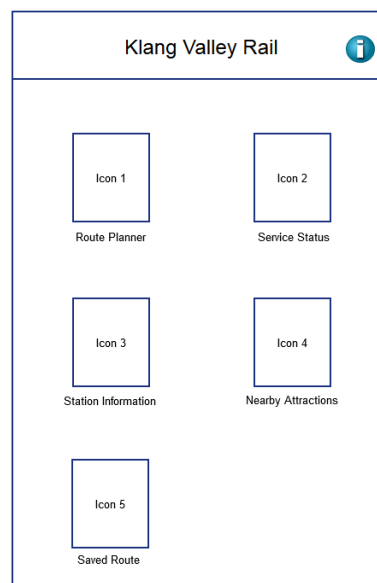 Klang Valley Rail
i
Icon 1
Icon 2
Route Planner
Service Status
Icon 3
Icon 4
Station Information
Nearby Attractions
Icon 5
Saved Route